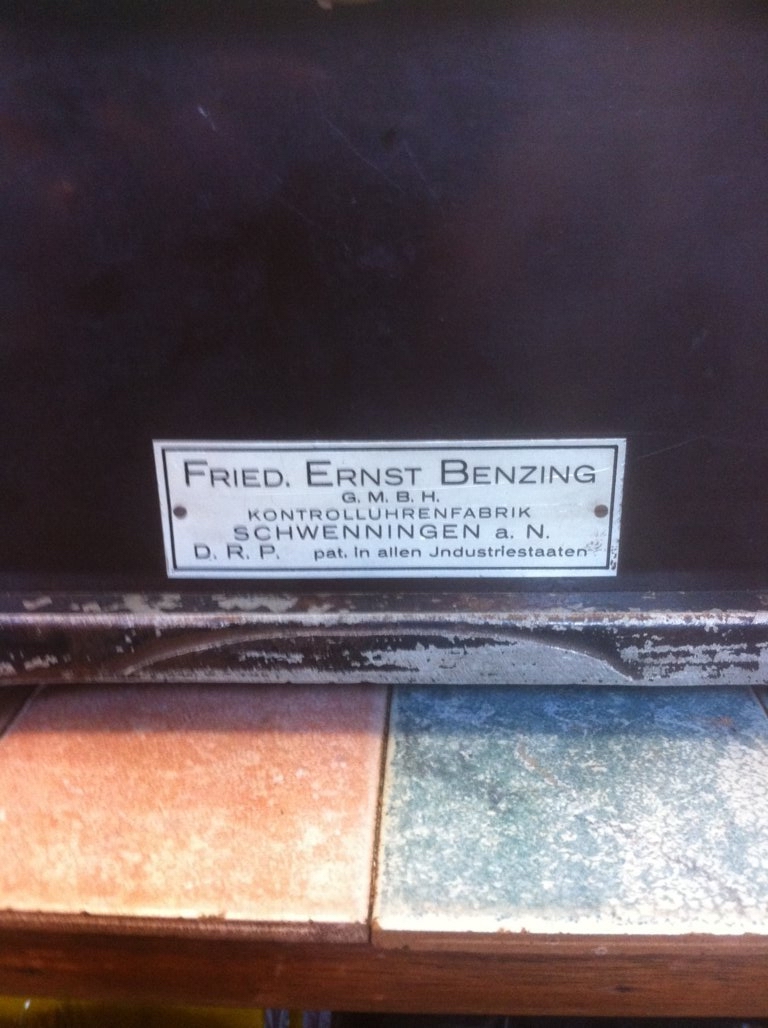 FRIED. ERNST BENZING
G. M. B. H.
KONTROLLUHRENFABRIK
SCHWENNINGEN a. N.
D. R. P. pat. in allen Jndustriestaaten